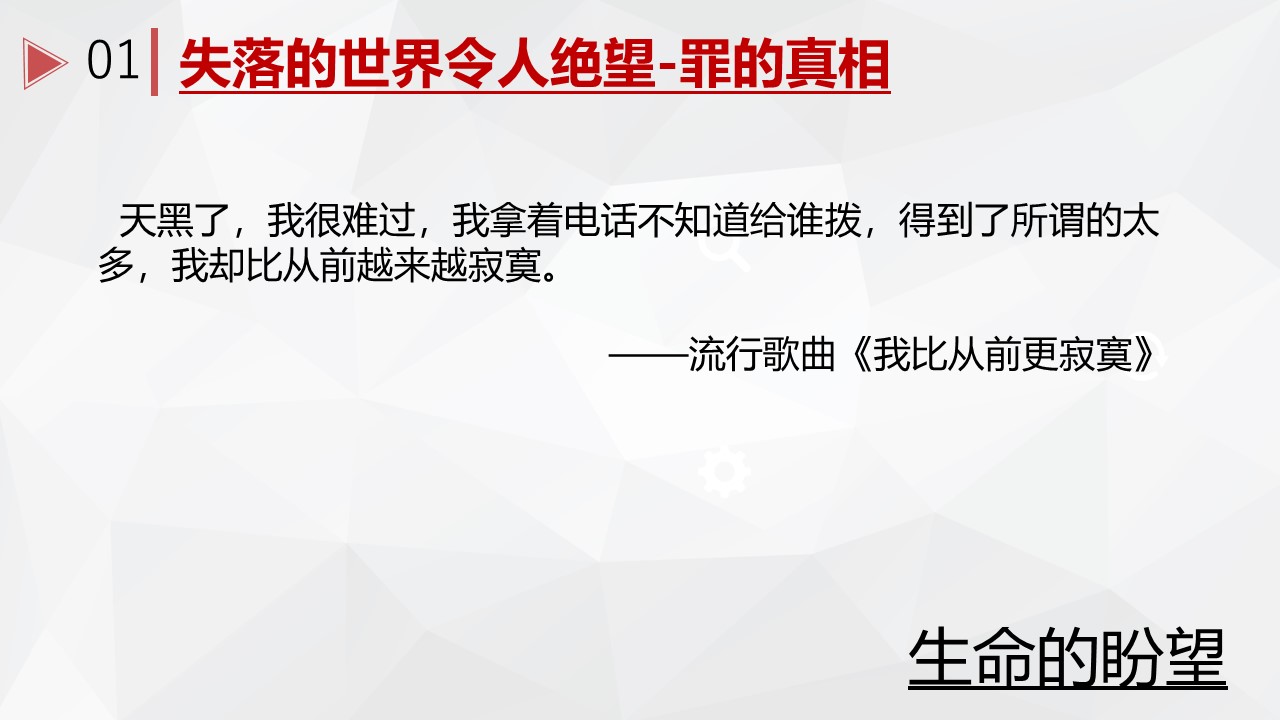 01 失落的世界令人绝望-罪的真相
天黑了，我很难过，我拿着电话不知道给谁拨，得到了所谓的太
多，我却比从前越来越寂寞。
——流行歌曲《我比从前更寂寞》
生命的盼望